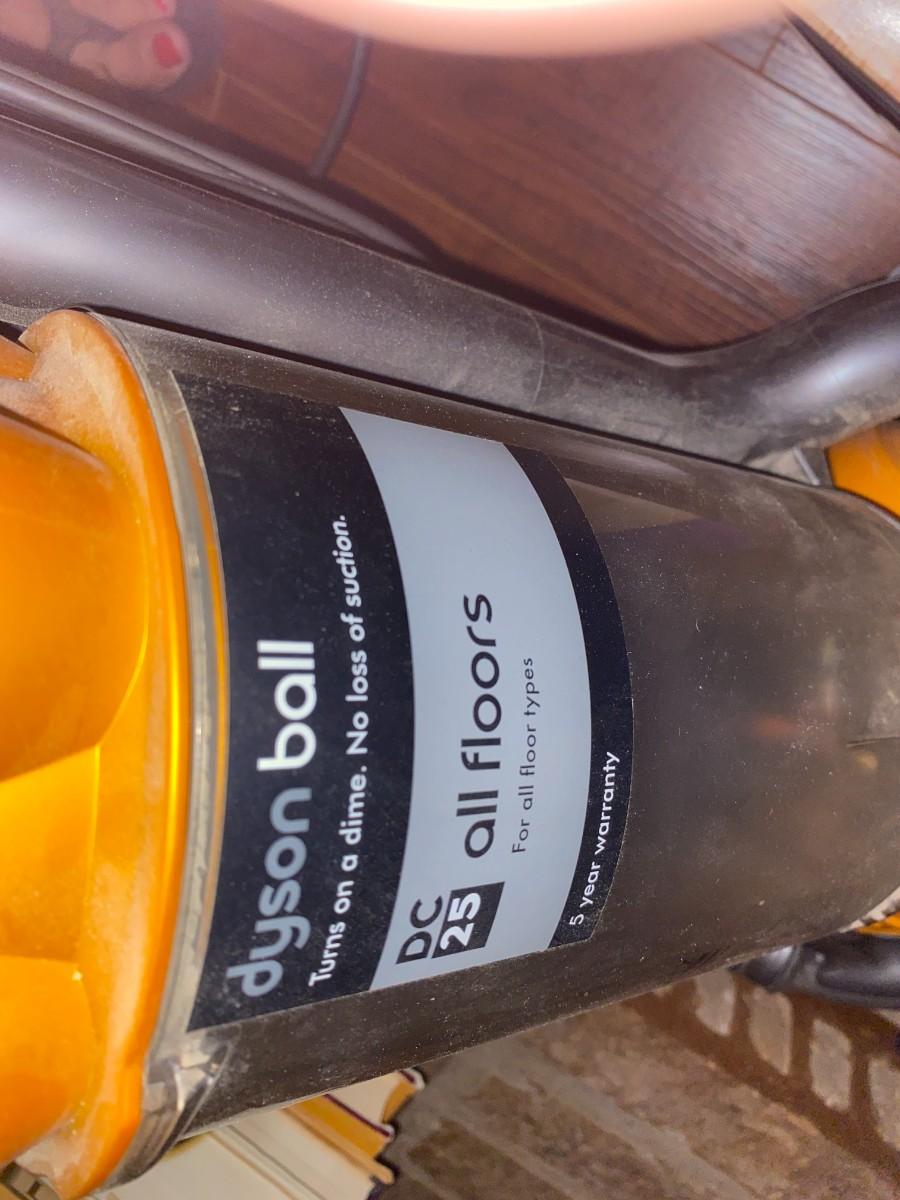 dyson ball
Turns on a dime. No loss of suction.
DC
25
all floors
For all floor types
5 year warranty